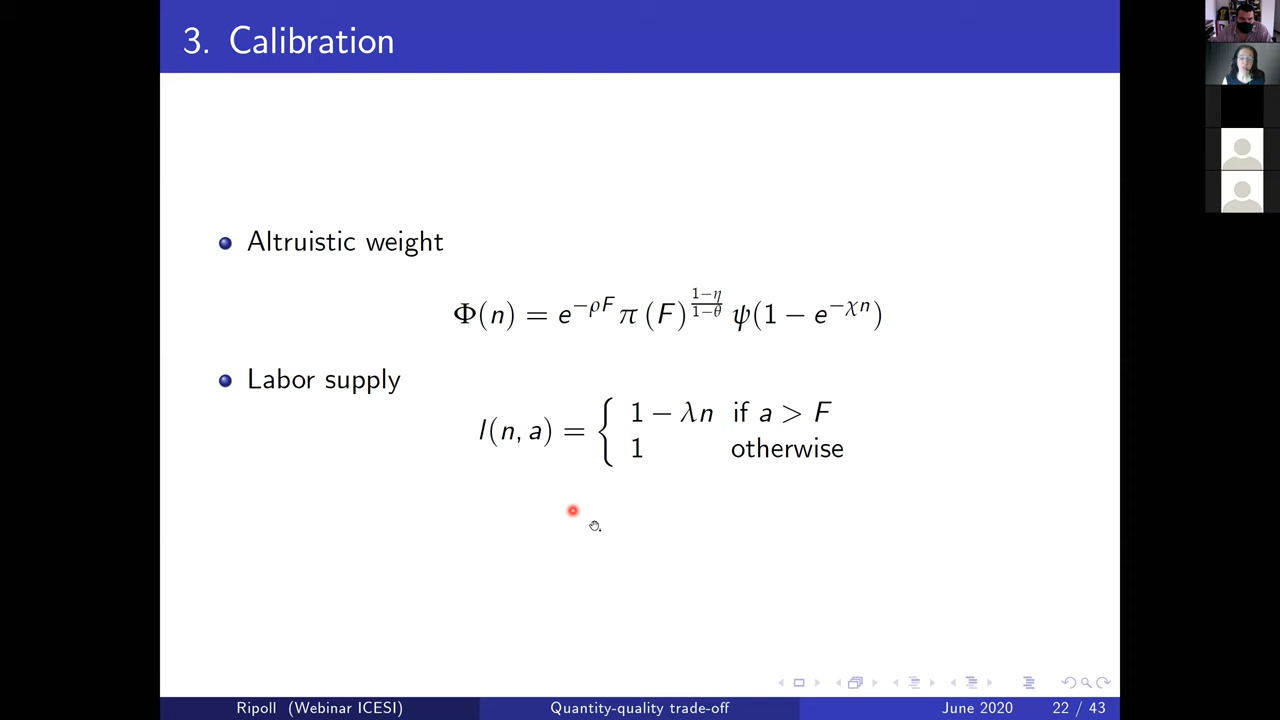 3. Calibration
Altruistic weight
Φ(n) = e^{−ρF} π (F)^{\frac{1−η}{1−θ}} ψ(1 − e^{−χn})
Labor supply
l(n, a) = { 1 − λn if a > F
1 otherwise
Ripoll (Webinar ICESI) Quantity-quality trade-off June 2020 22 / 43